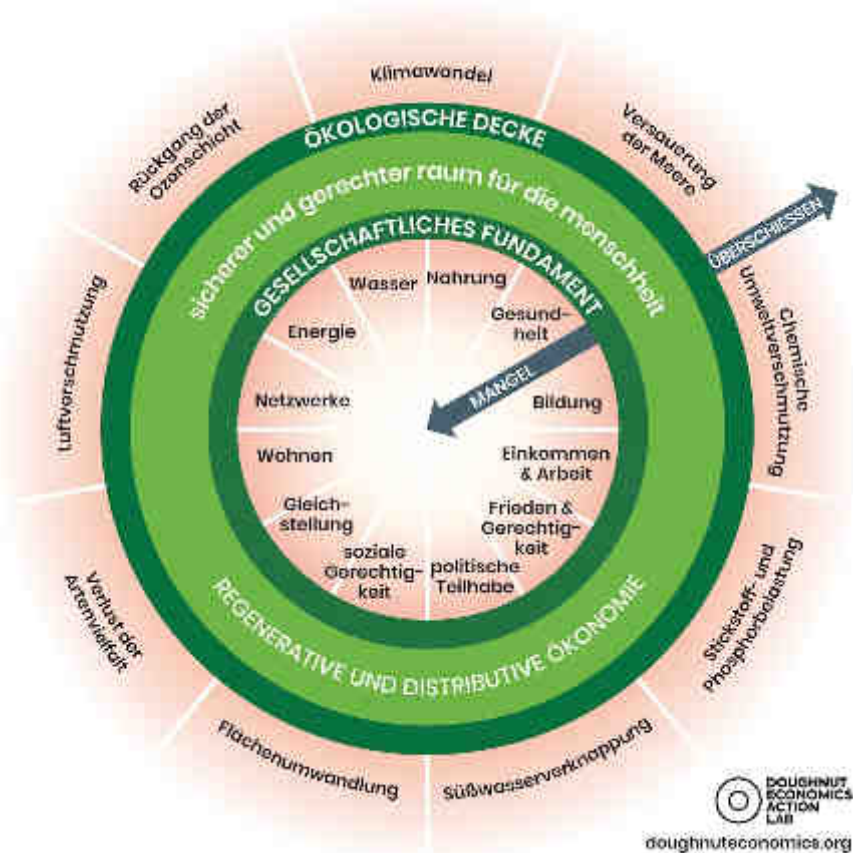 Klimawandel
Versauerung
der Meere
ÜBERSCHIESSEN
Chemische
Umweltverschmutzung
Stickstoff- und
Phosphorbelastung
Süßwasserverknappung
Flächenumwandlung
Verlust der
Artenvielfalt
Luftverschmutzung
Rückgang der
Ozonschicht
ÖKOLOGISCHE DECKE
sicherer und gerechter raum für die menschheit
GESELLSCHAFTLICHES FUNDAMENT
Wasser
Nahrung
Gesund-
heit
MANGEL
Bildung
Einkommen
& Arbeit
Frieden &
Gerechtig-
keit
politische
Teilhabe
soziale
Gerechtig-
keit
Gleich-
stellung
Wohnen
Netzwerke
Energie
REGENERATIVE UND DISTRIBUTIVE ÖKONOMIE
DOUGHNUT
ECONOMICS
ACTION
LAB
doughnuteconomics.org